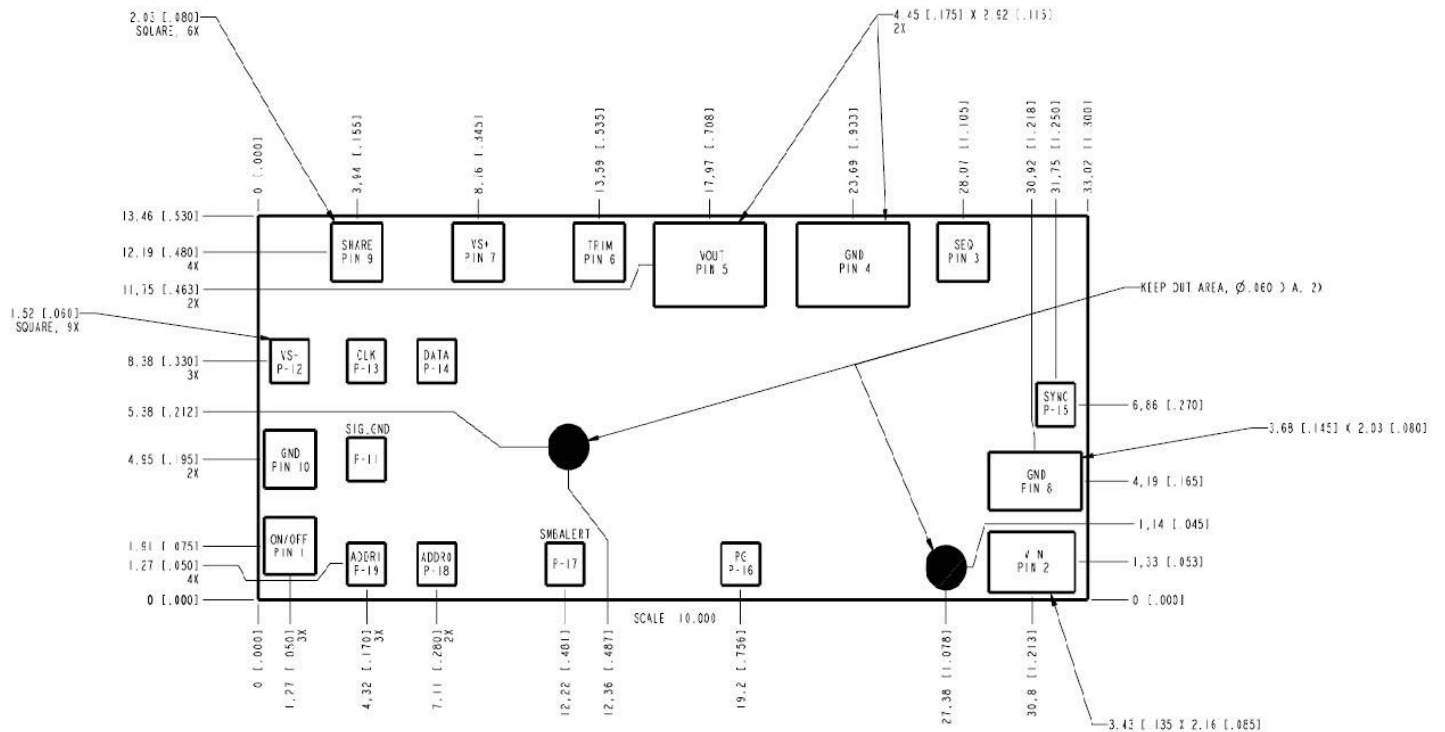 2.03 [.080]
SQLARE, 6X
4.45 [.175] X 2.92 [.115]
2X
0 [.000]
3,94 [.155]
8,16 [.345]
13,59 [.535]
17,97 [.708]
23,69 [.933]
28,07 [1.105]
30,92 [1.218]
31,75 [1.250]
33,02 [1.300]
13.46 [.530]
12.19 [.480]
4X
11,75 [.463]
2X
SHARE
PIN 9
VS+
PIN 7
TRIM
PIN 6
VOUT
PIN 5
GND
PIN 4
SEQ
PIN 3
KEEP OUT AREA, Ø.060 DIA. 2X
1.52 [.060]
SQUARE, 9X
8,38 [.330]
3X
VS-
P-12
CLK
P-13
DATA
P-14
SYNC
P-15
6,86 [.270]
5.38 [.212]
3.68 [.145] X 2.03 [.080]
SIG_GND
P-11
4,95 [.195]
2X
GND
PIN 10
GND
PIN 8
4,19 [.165]
1,14 [.045]
1.91 [.075]
1.27 [.050]
4X
ON/OFF
PIN 1
ADDR1
P-19
ADDR0
P-18
SMBALERT
P-17
PG
P-16
VIN
PIN 2
1,33 [.053]
0 [.000]
0 [.000]
SCALE 10.000
0 [.000]
1,27 [.050]
3X
4,32 [.170]
3X
7.11 [.280]
2X
12,22 [.481]
12,36 [.487]
19.2 [.756]
27.38 [1.078]
30,8 [1.213]
3.43 [.135 X 2.16 [.085]